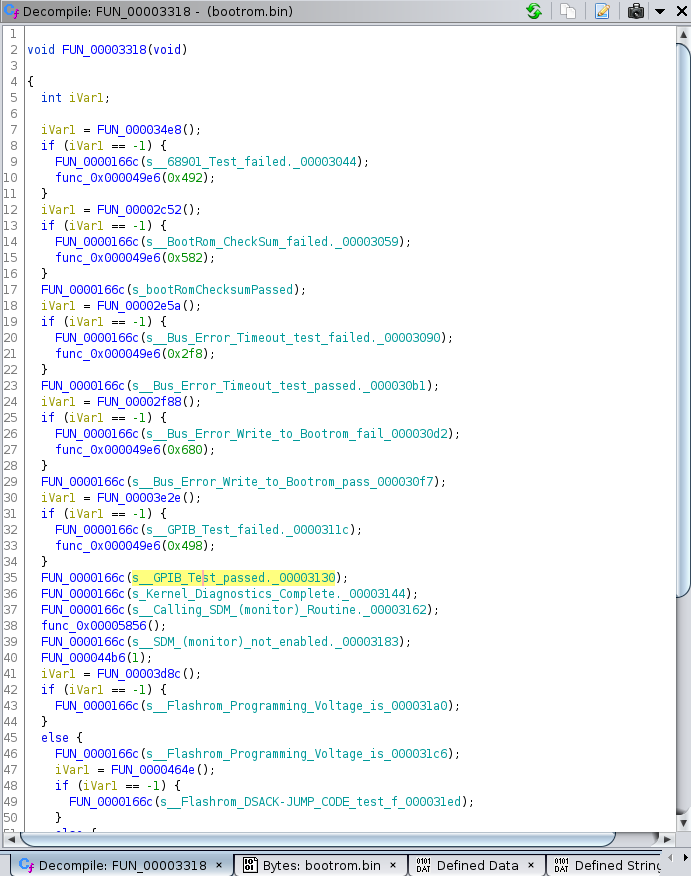 Decompile: FUN_00003318 - (bootrom.bin)
1
2 void FUN_00003318(void)
3
4 {
5 int iVar1;
6
7 iVar1 = FUN_000034e8();
8 if (iVar1 == -1) {
9 FUN_0000166c(s__68901_Test_failed._00003044);
10 func_0x000049e6(0x492);
11 }
12 iVar1 = FUN_00002c52();
13 if (iVar1 == -1) {
14 FUN_0000166c(s__BootRom_CheckSum_failed._00003059);
15 func_0x000049e6(0x582);
16 }
17 FUN_0000166c(s_bootRomChecksumPassed);
18 iVar1 = FUN_00002e5a();
19 if (iVar1 == -1) {
20 FUN_0000166c(s__Bus_Error_Timeout_test_failed._00003090);
21 func_0x000049e6(0x2f8);
22 }
23 FUN_0000166c(s__Bus_Error_Timeout_test_passed._000030b1);
24 iVar1 = FUN_00002f88();
25 if (iVar1 == -1) {
26 FUN_0000166c(s__Bus_Error_Write_to_Bootrom_fail_000030d2);
27 func_0x000049e6(0x680);
28 }
29 FUN_0000166c(s__Bus_Error_Write_to_Bootrom_pass_000030f7);
30 iVar1 = FUN_00003e2e();
31 if (iVar1 == -1) {
32 FUN_0000166c(s__GPIB_Test_failed._0000311c);
33 func_0x000049e6(0x498);
34 }
35 FUN_0000166c(s__GPIB_Test_passed._00003130);
36 FUN_0000166c(s_Kernel_Diagnostics_Complete._00003144);
37 FUN_0000166c(s__Calling_SDM_(monitor)_Routine._00003162);
38 func_0x00005856();
39 FUN_0000166c(s__SDM_(monitor)_not_enabled._00003183);
40 FUN_000044b6(1);
41 iVar1 = FUN_00003d8c();
42 if (iVar1 == -1) {
43 FUN_0000166c(s__Flashrom_Programming_Voltage_is_000031a0);
44 }
45 else {
46 FUN_0000166c(s__Flashrom_Programming_Voltage_is_000031c6);
47 iVar1 = FUN_0000464e();
48 if (iVar1 == -1) {
49 FUN_0000166c(s__Flashrom_DSACK-JUMP_CODE_test_f_000031ed);
50 }
51 else {
Decompile: FUN_00003318 × Bytes: bootrom.bin × Defined Data × Defined String